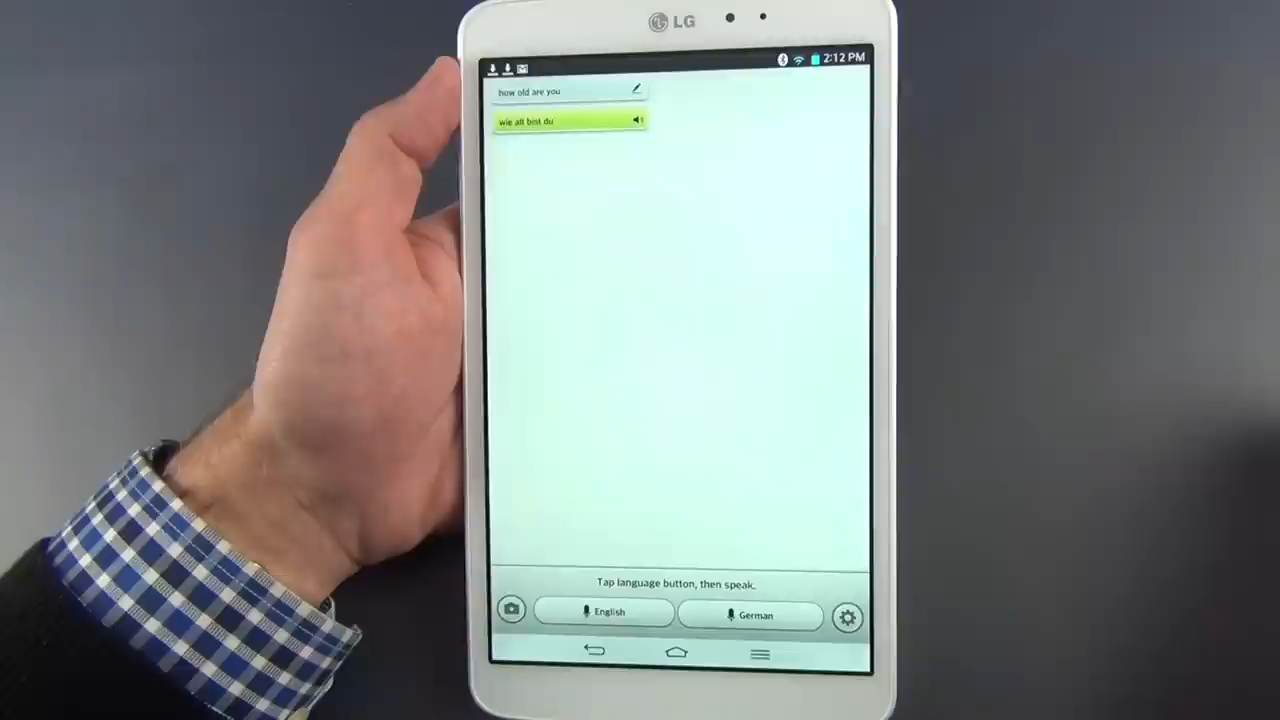 LG
2:12 PM
how old are you
wie alt bist du
Tap language button, then speak.
English
German